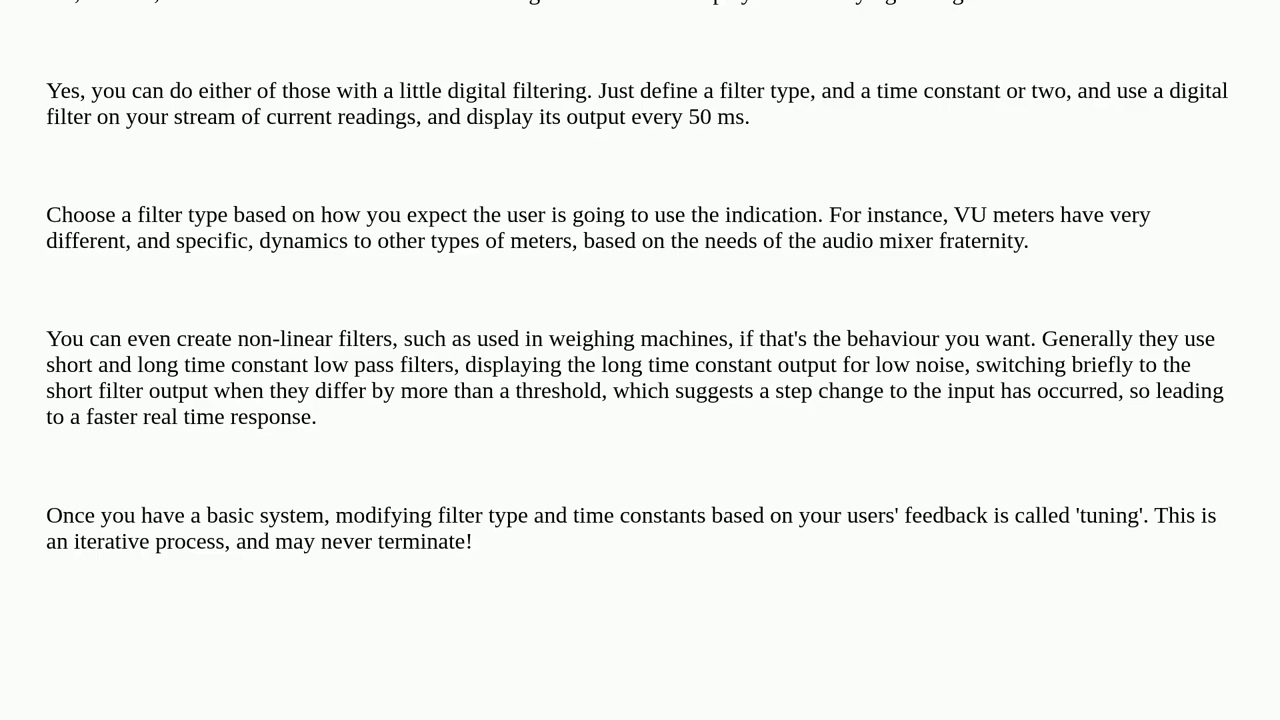 Yes, you can do either of those with a little digital filtering. Just define a filter type, and a time constant or two, and use a digital
filter on your stream of current readings, and display its output every 50 ms.
Choose a filter type based on how you expect the user is going to use the indication. For instance, VU meters have very
different, and specific, dynamics to other types of meters, based on the needs of the audio mixer fraternity.
You can even create non-linear filters, such as used in weighing machines, if that's the behaviour you want. Generally they use
short and long time constant low pass filters, displaying the long time constant output for low noise, switching briefly to the
short filter output when they differ by more than a threshold, which suggests a step change to the input has occurred, so leading
to a faster real time response.
Once you have a basic system, modifying filter type and time constants based on your users' feedback is called 'tuning'. This is
an iterative process, and may never terminate!